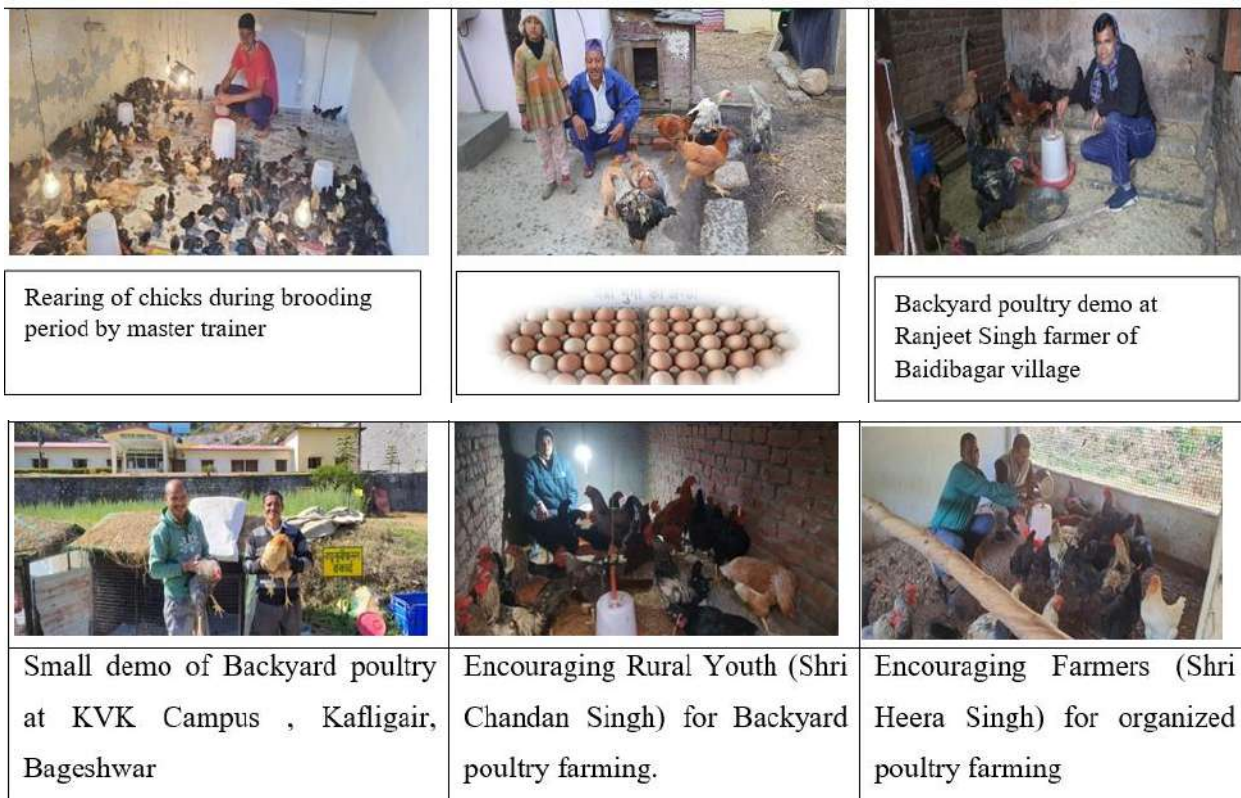 Rearing of chicks during brooding
period by master trainer
Backyard poultry demo at
Ranjeet Singh farmer of
Baidibagar village
Small demo of Backyard poultry
at KVK Campus , Kafligair,
Bageshwar
Encouraging Rural Youth (Shri
Chandan Singh) for Backyard
poultry farming.
Encouraging Farmers (Shri
Heera Singh) for organized
poultry farming